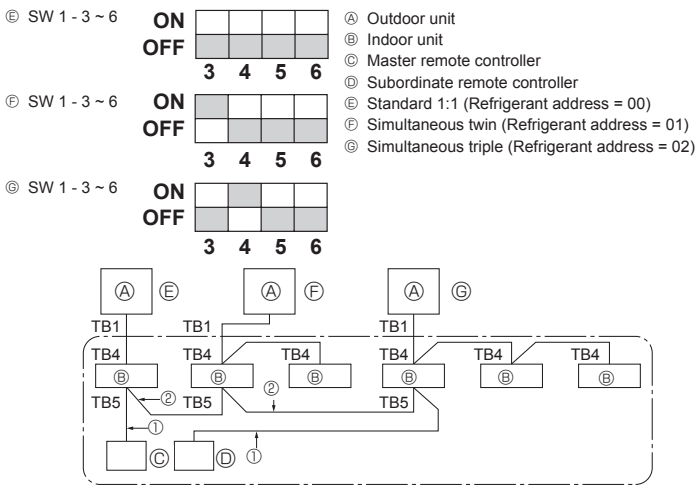 Ⓔ SW 1 - 3 ~ 6
ON
OFF
3 4 5 6
Ⓕ SW 1 - 3 ~ 6
ON
OFF
3 4 5 6
Ⓖ SW 1 - 3 ~ 6
ON
OFF
3 4 5 6
Ⓐ Outdoor unit
Ⓑ Indoor unit
Ⓒ Master remote controller
Ⓓ Subordinate remote controller
Ⓔ Standard 1:1 (Refrigerant address = 00)
Ⓕ Simultaneous twin (Refrigerant address = 01)
Ⓖ Simultaneous triple (Refrigerant address = 02)
Ⓐ Ⓔ Ⓐ Ⓕ Ⓐ Ⓖ
TB1 TB1 TB1
TB4 TB4 TB4 TB4 TB4 TB4
Ⓑ Ⓑ Ⓑ Ⓑ Ⓑ Ⓑ
TB5 ② TB5 ② TB5
① Ⓒ Ⓓ ①